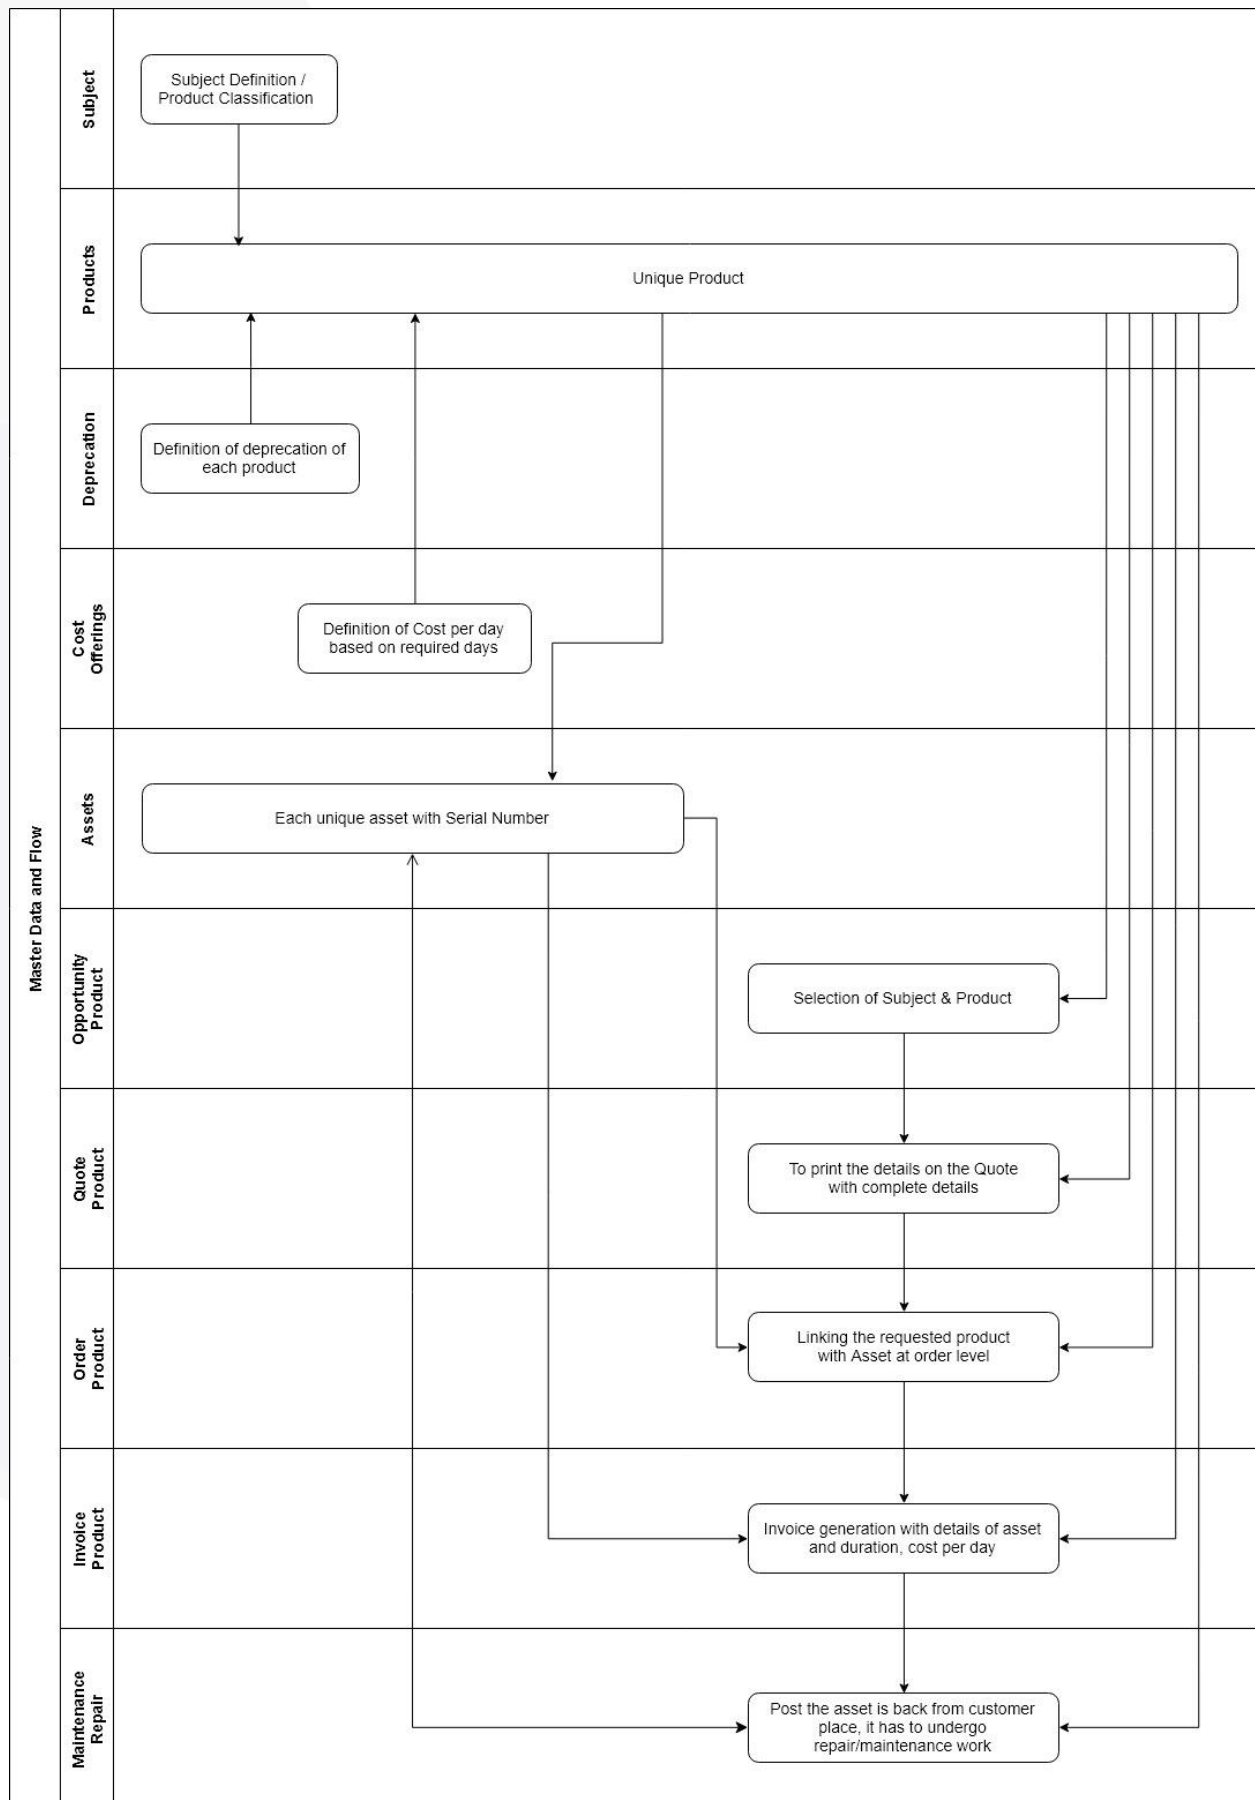 Master Data and Flow
Subject
Subject Definition /
Product Classification
Products
Unique Product
Deprecation
Definition of deprecation of
each product
Cost
Offerings
Definition of Cost per day
based on required days
Assets
Each unique asset with Serial Number
Opportunity
Product
Selection of Subject & Product
Quote
Product
To print the details on the Quote
with complete details
Order
Product
Linking the requested product
with Asset at order level
Invoice
Product
Invoice generation with details of asset
and duration, cost per day
Maintenance
Repair
Post the asset is back from customer
place, it has to undergo
repair/maintenance work